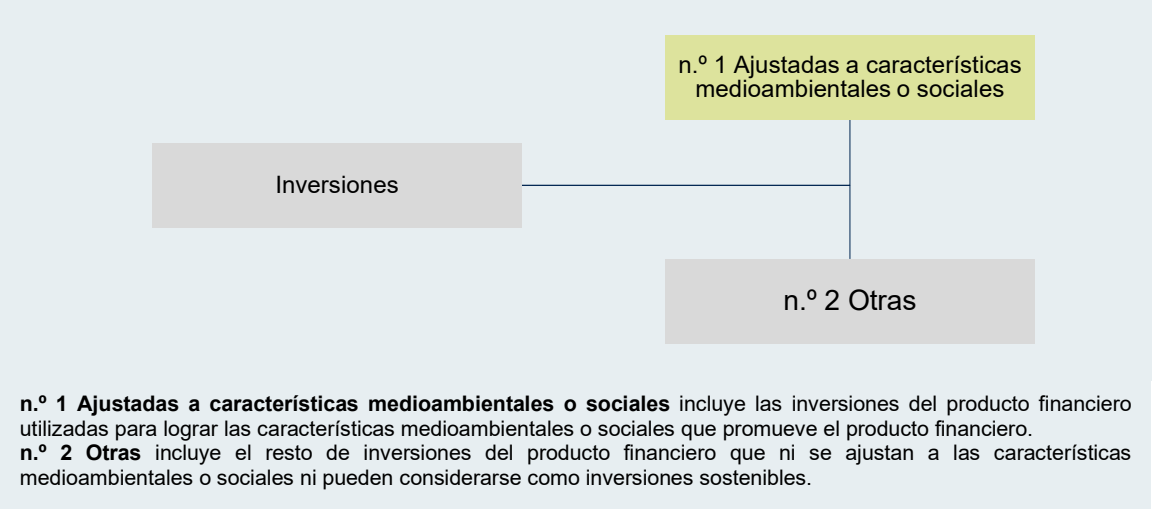 n.º 1 Ajustadas a características
medioambientales o sociales
Inversiones
n.º 2 Otras
n.º 1 Ajustadas a características medioambientales o sociales incluye las inversiones del producto financiero
utilizadas para lograr las características medioambientales o sociales que promueve el producto financiero.
n.º 2 Otras incluye el resto de inversiones del producto financiero que ni se ajustan a las características
medioambientales o sociales ni pueden considerarse como inversiones sostenibles.